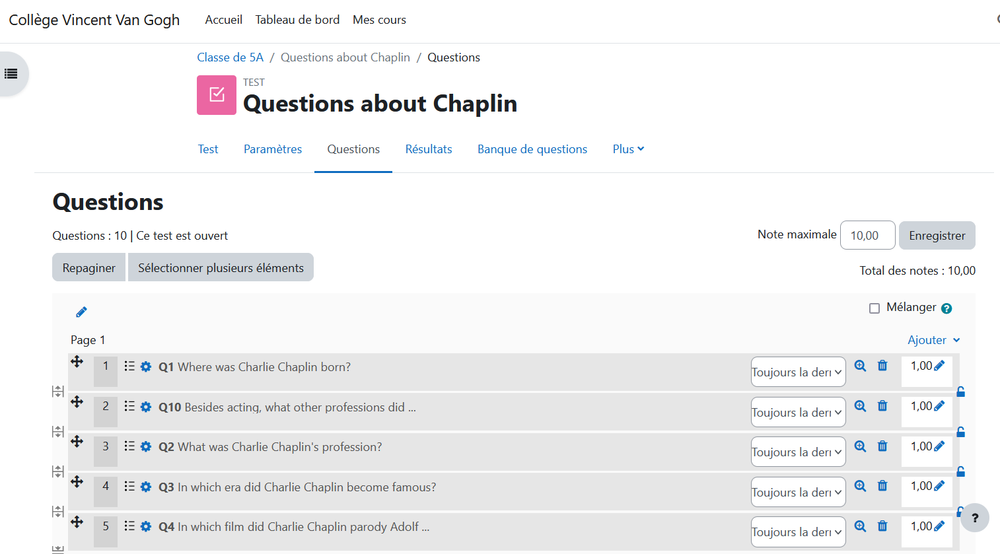 Collège Vincent Van Gogh Accueil Tableau de bord Mes cours
Classe de 5A / Questions about Chaplin / Questions
TEST
Questions about Chaplin
Test Paramètres Questions Résultats Banque de questions Plus
Questions
Questions : 10 | Ce test est ouvert
Note maximale 10,00 Enregistrer
Repaginer Sélectionner plusieurs éléments
Total des notes : 10,00
Mélanger ?
Page 1 Ajouter
1 Q1 Where was Charlie Chaplin born? Toujours la der 1,00
2 Q10 Besides acting, what other professions did ... Toujours la der 1,00
3 Q2 What was Charlie Chaplin's profession? Toujours la der 1,00
4 Q3 In which era did Charlie Chaplin become famous? Toujours la der 1,00
5 Q4 In which film did Charlie Chaplin parody Adolf ... Toujours la der 1,00
?